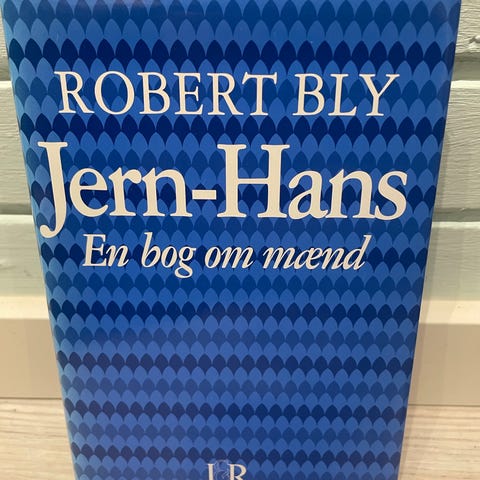 ROBERT BLY
Jern-Hans
En bog om mænd
L&R